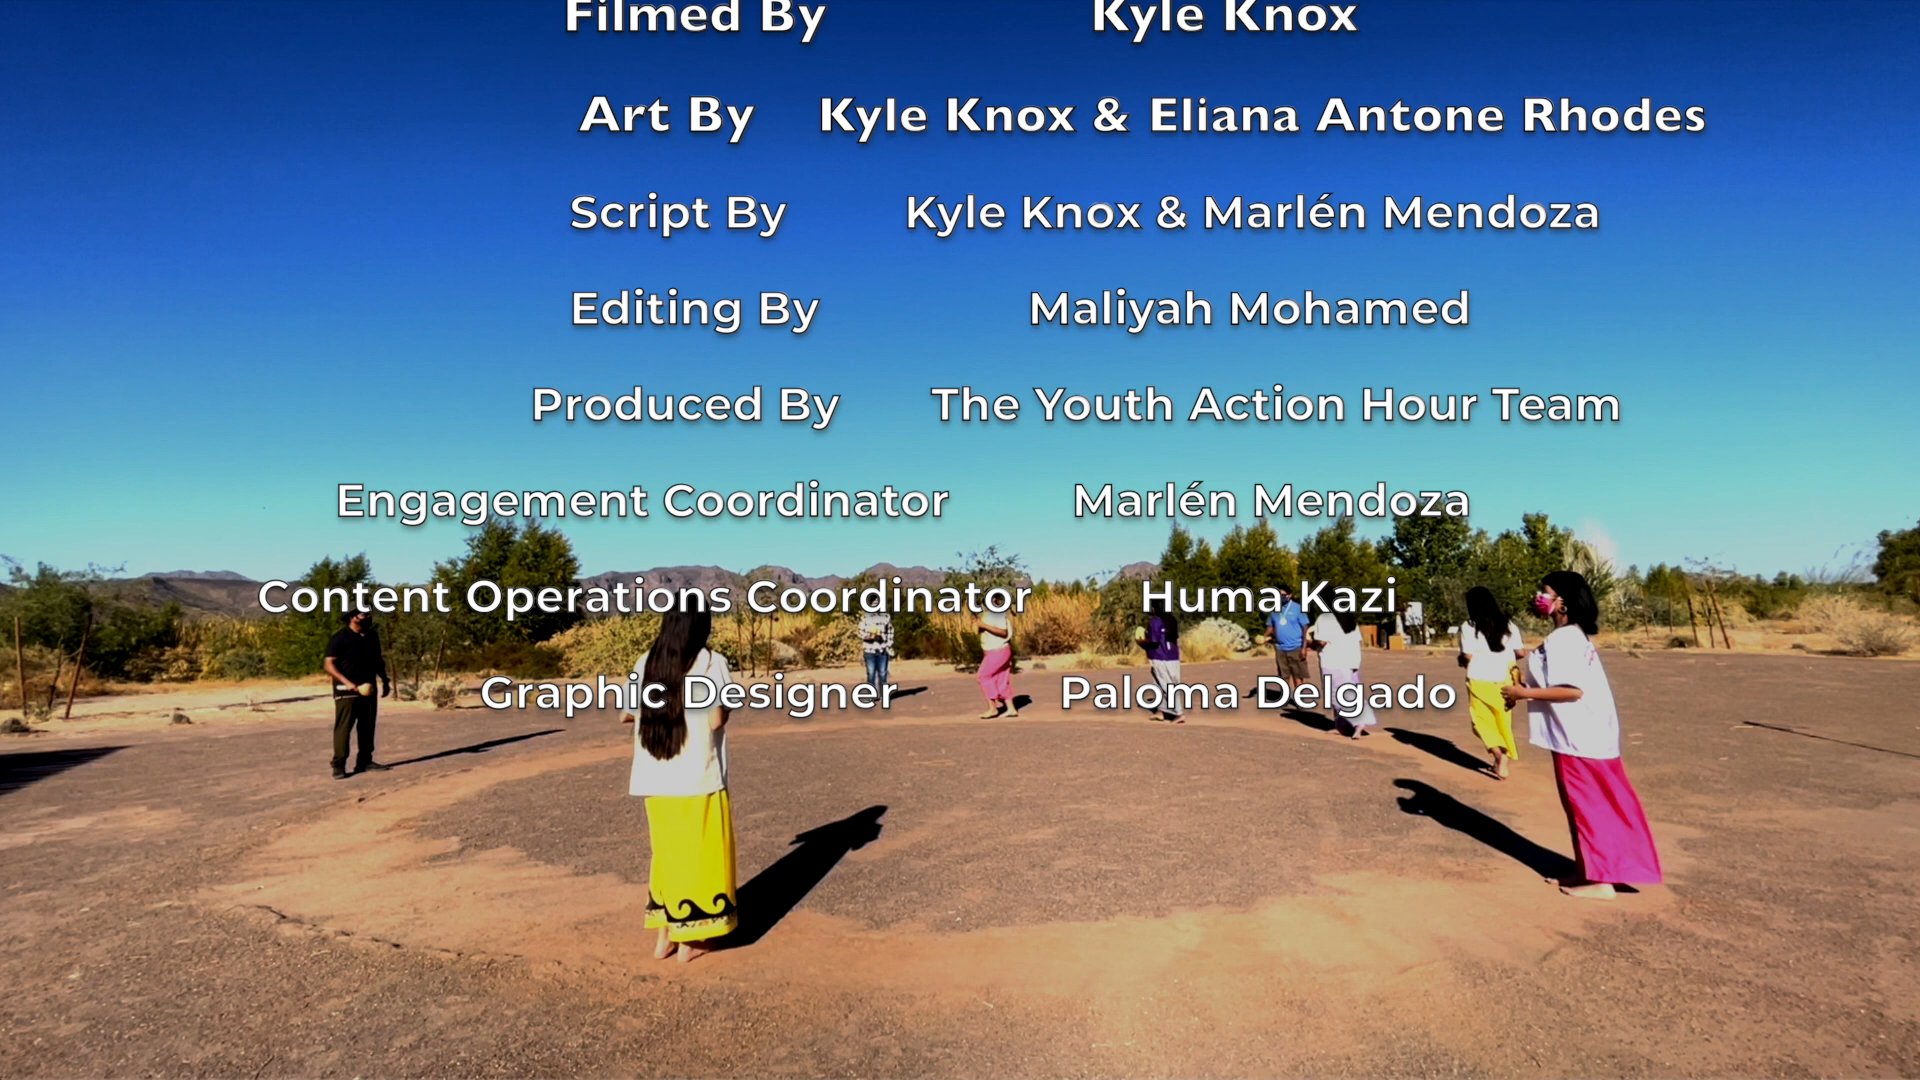 Filmed By Kyle Knox
Art By Kyle Knox & Eliana Antone Rhodes
Script By Kyle Knox & Marlén Mendoza
Editing By Maliyah Mohamed
Produced By The Youth Action Hour Team
Engagement Coordinator Marlén Mendoza
Content Operations Coordinator Huma Kazi
Graphic Designer Paloma Delgado